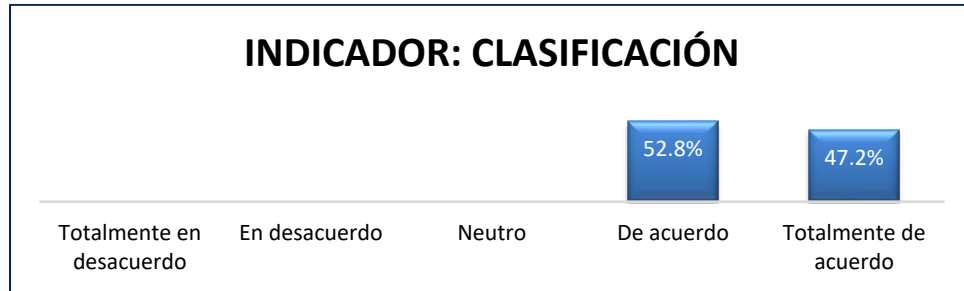 INDICADOR: CLASIFICACIÓN
52.8%
47.2%
Totalmente en
desacuerdo
En desacuerdo
Neutro
De acuerdo
Totalmente de
acuerdo